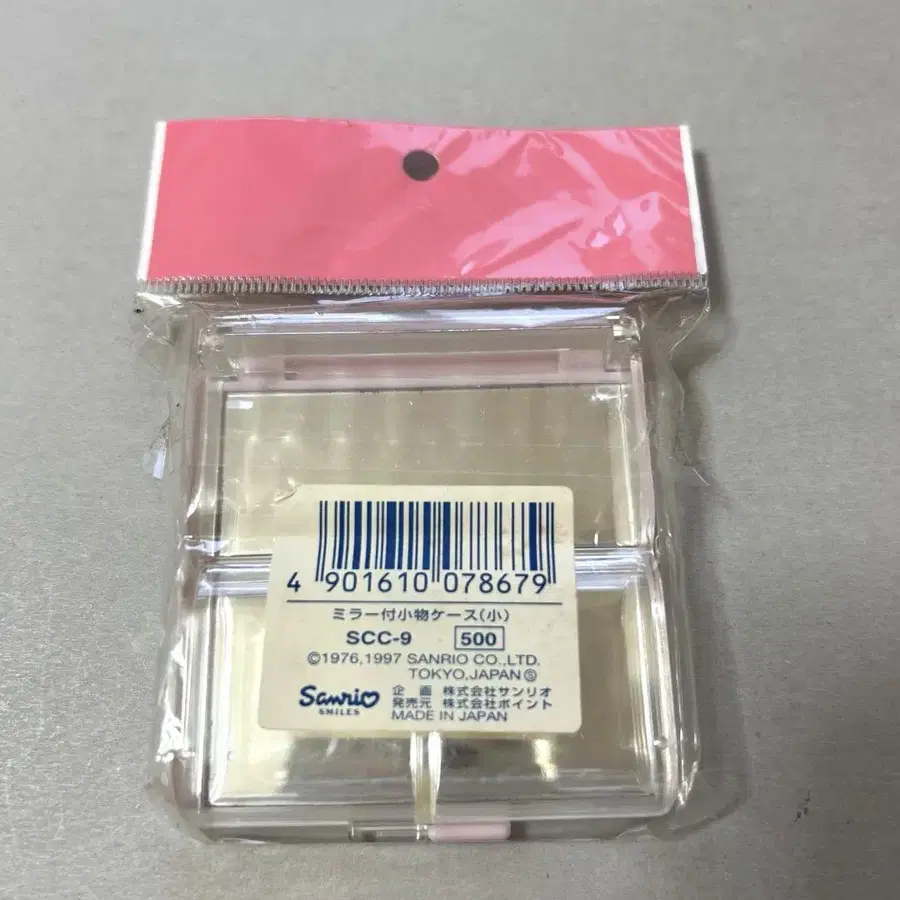 4 901610 078679
ミラー付小物ケース(小)
SCC-9 500
©1976,1997 SANRIO CO.,LTD.
TOKYO,JAPAN Ⓢ
Sanrio
SMILES
企 画 株式会社サンリオ
発売元 株式会社ポイント
MADE IN JAPAN